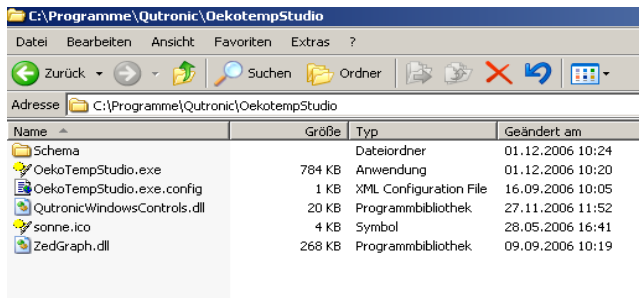 C:\Programme\Qutronic\OekotempStudio
Datei Bearbeiten Ansicht Favoriten Extras ?
Zurück Suchen Ordner
Adresse C:\Programme\Qutronic\OekotempStudio
Name Größe Typ Geändert am
Schema Dateiordner 01.12.2006 10:24
OekoTempStudio.exe 784 KB Anwendung 01.12.2006 10:20
OekoTempStudio.exe.config 1 KB XML Configuration File 16.09.2006 10:05
QutronicWindowsControls.dll 20 KB Programmbibliothek 27.11.2006 11:52
sonne.ico 4 KB Symbol 28.05.2006 16:41
ZedGraph.dll 268 KB Programmbibliothek 09.09.2006 10:19